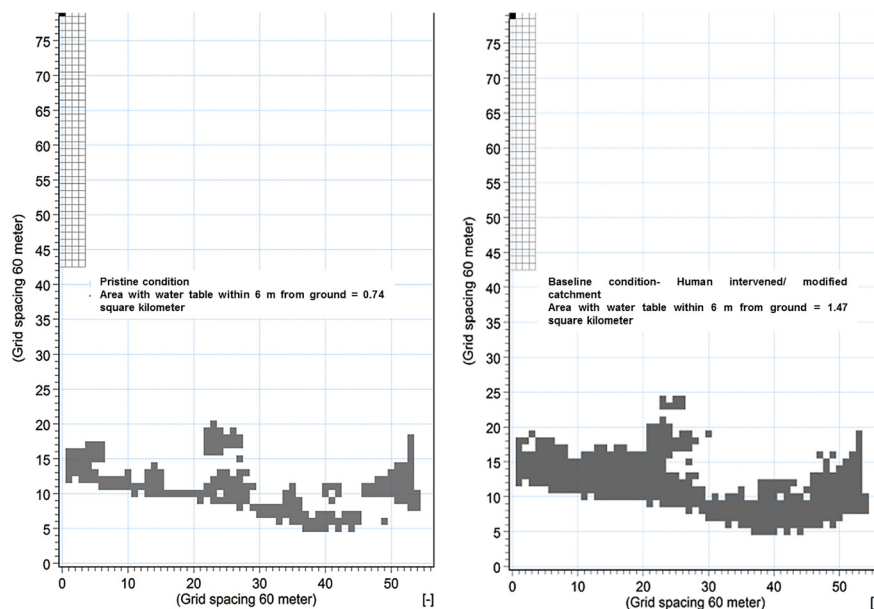 75
70
65
60
55
50
45
40
35
30
25
20
15
10
5
0
(Grid spacing 60 meter)
Pristine condition
Area with water table within 6 m from ground = 0.74
square kilometer
0 10 20 30 40 50
(Grid spacing 60 meter) [-]
75
70
65
60
55
50
45
40
35
30
25
20
15
10
5
0
(Grid spacing 60 meter)
Baseline condition- Human intervened/ modified
catchment
Area with water table within 6 m from ground = 1.47
square kilometer
0 10 20 30 40 50
(Grid spacing 60 meter) [